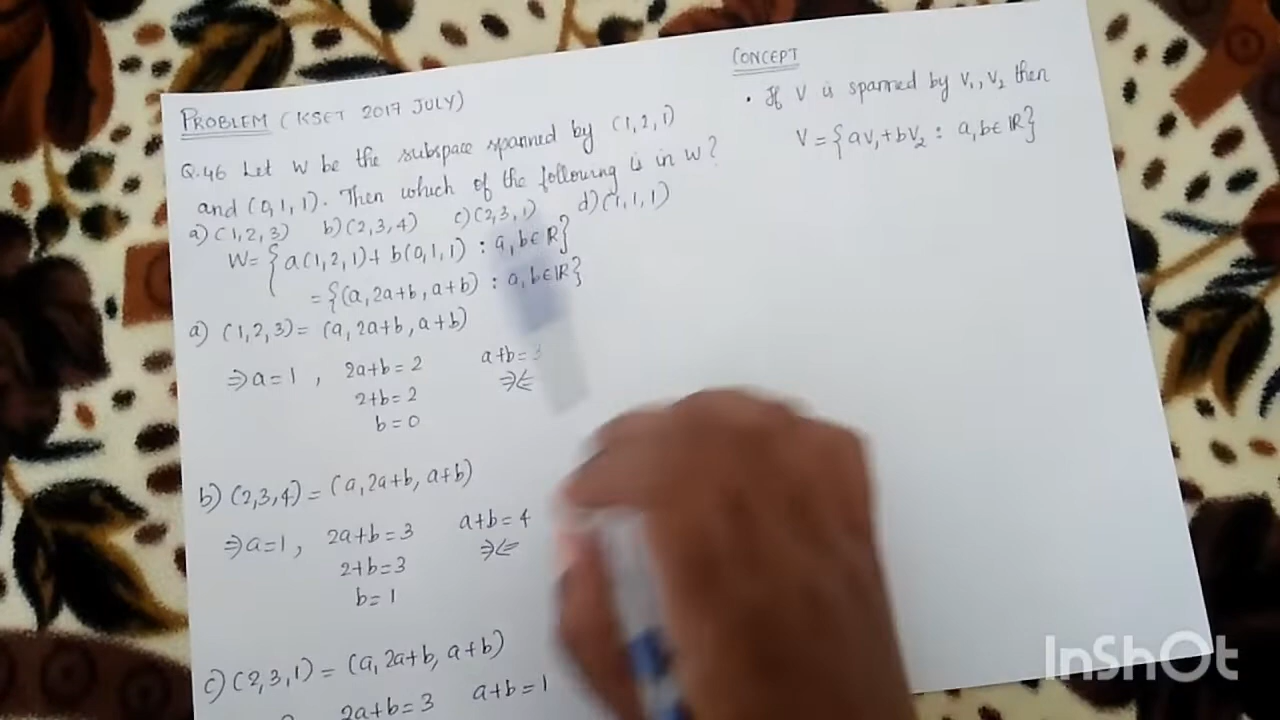 PROBLEM (KSET 2017 JULY)
Q.46 Let W be the subspace spanned by (1,2,1)
and (0,1,1). Then which of the following is in W?
a) (1,2,3) b) (2,3,4) c) (2,3,1) d) (1,1,1)
W= { a(1,2,1)+ b(0,1,1) : a,b∈R}
= {(a, 2a+b, a+b) : a,b∈R}
a) (1,2,3) = (a, 2a+b, a+b)
⇒a=1 , 2a+b=2 a+b=3
2+b=2 ⇒⇐
b=0
b) (2,3,4) = (a, 2a+b, a+b)
⇒a=1, 2a+b=3 a+b=4
2+b=3 ⇒⇐
b=1
c) (2,3,1) = (a, 2a+b, a+b)
2a+b=3 a+b=1
CONCEPT
• If V is spanned by V₁,V₂ then
V={aV₁+bV₂ : a,b∈R}
InShOt